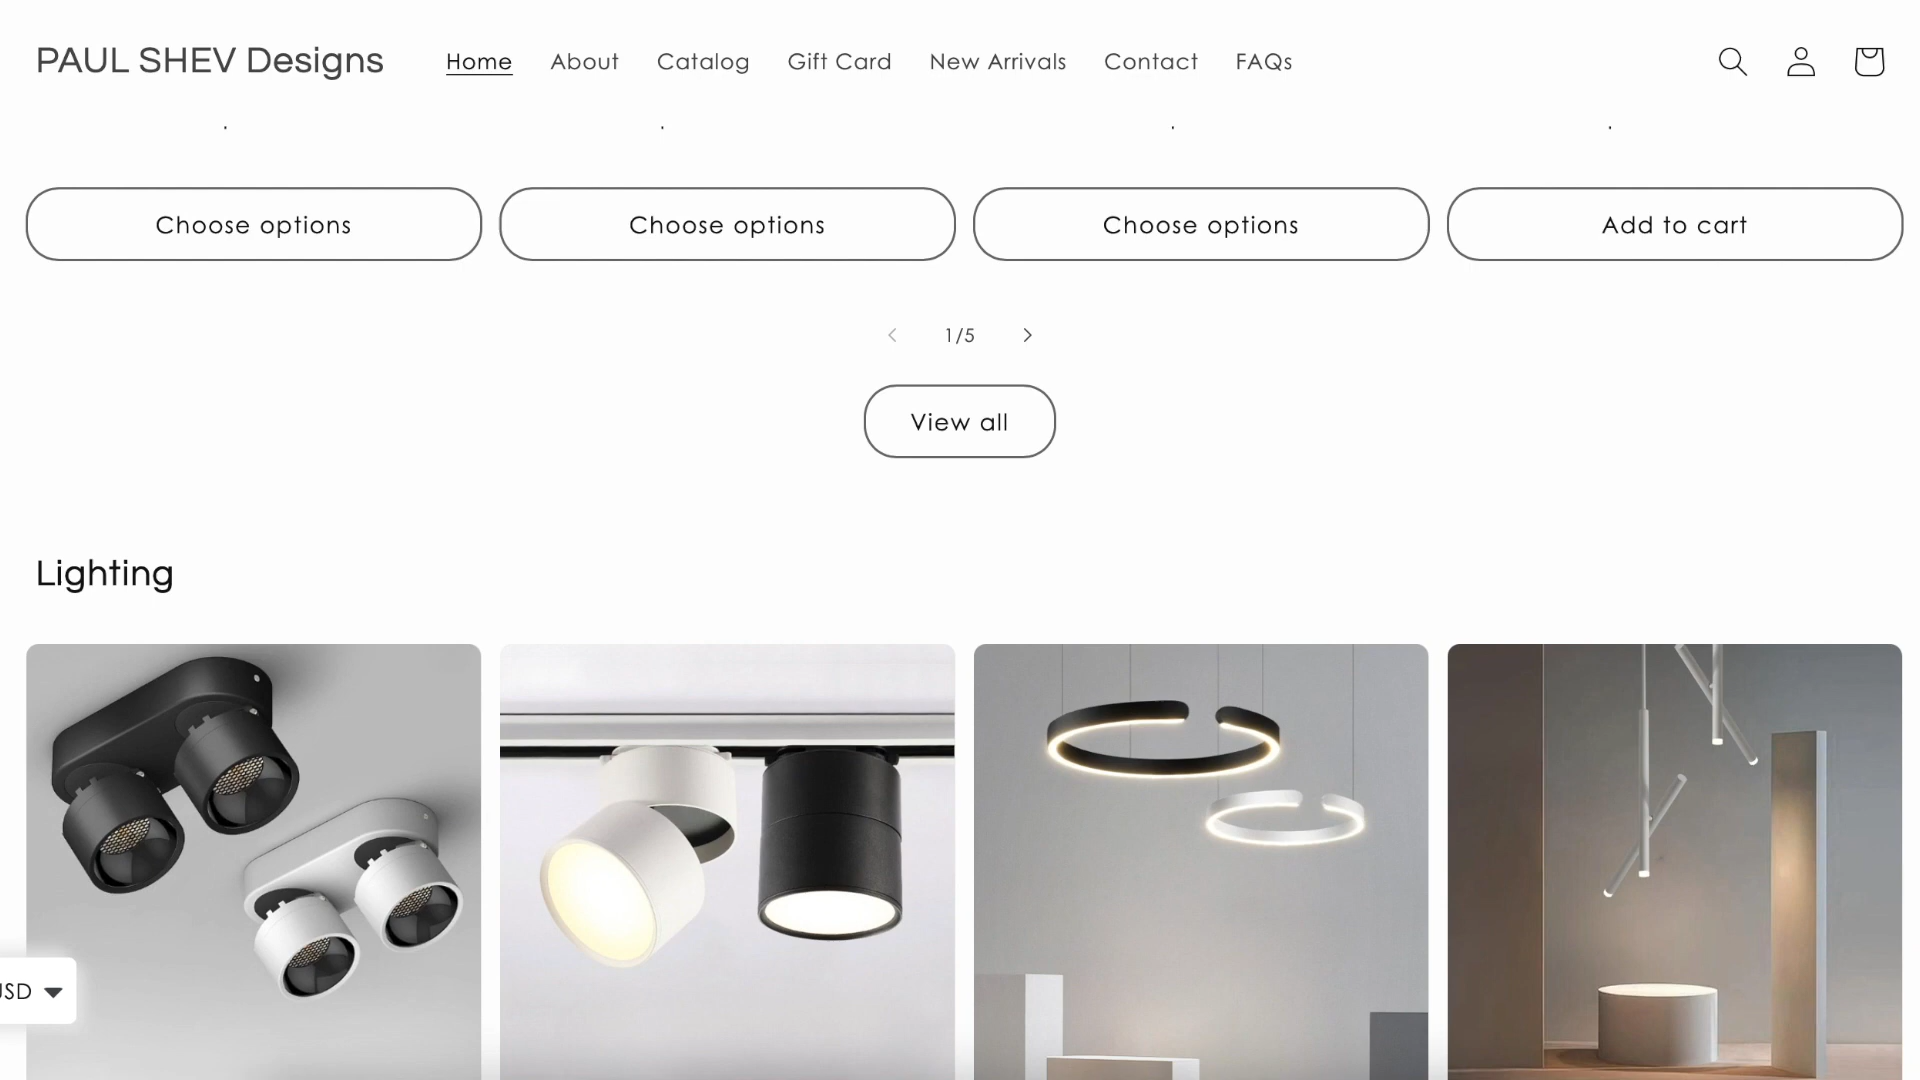 PAUL SHEV Designs
Home About Catalog Gift Card New Arrivals Contact FAQs
Choose options Choose options Choose options Add to cart
1/5
View all
Lighting
USD